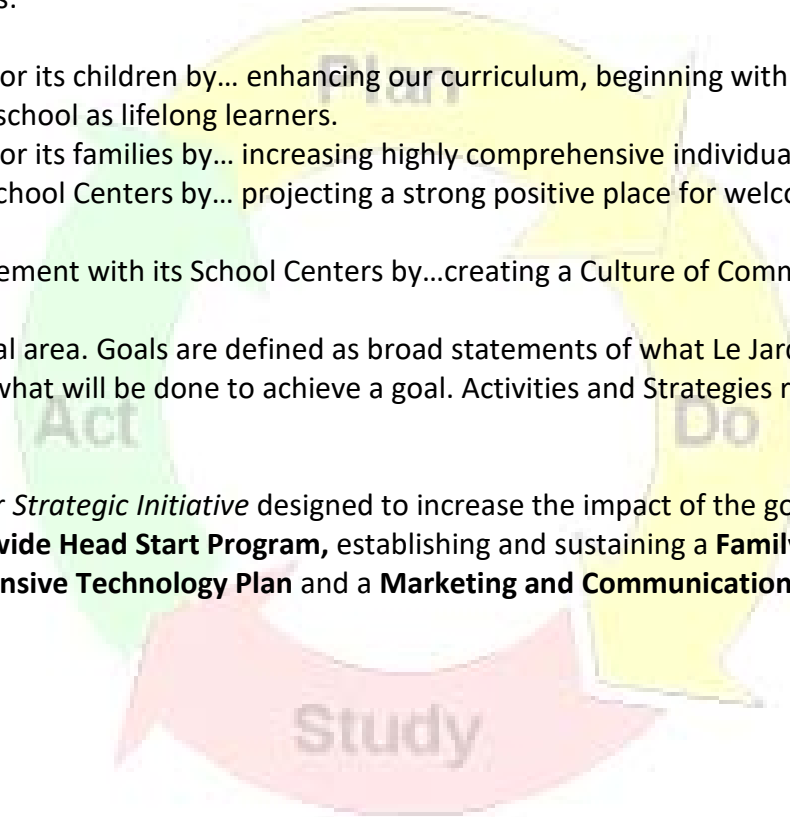 s.
Plan
or its children by… enhancing our curriculum, beginning with
school as lifelong learners.
or its families by… increasing highly comprehensive individua
chool Centers by… projecting a strong positive place for welco
ement with its School Centers by…creating a Culture of Comm
al area. Goals are defined as broad statements of what Le Jard
what will be done to achieve a goal. Activities and Strategies r
Act
Do
r Strategic Initiative designed to increase the impact of the go
wide Head Start Program, establishing and sustaining a Family
ensive Technology Plan and a Marketing and Communication
Study